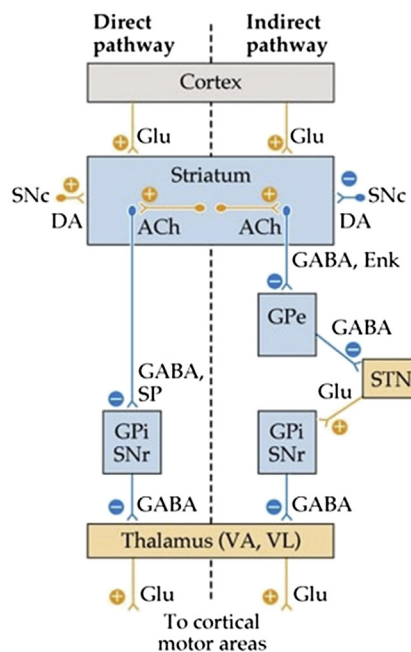 Direct pathway
Indirect pathway
Cortex
+ Glu
+ Glu
Striatum
SNc + DA
− SNc DA
+ ACh
+ ACh
GABA, Enk
−
GPe
GABA
−
STN
Glu
+
GABA, SP
−
GPi SNr
GPi SNr
− GABA
− GABA
Thalamus (VA, VL)
+ Glu
+ Glu
To cortical
motor areas